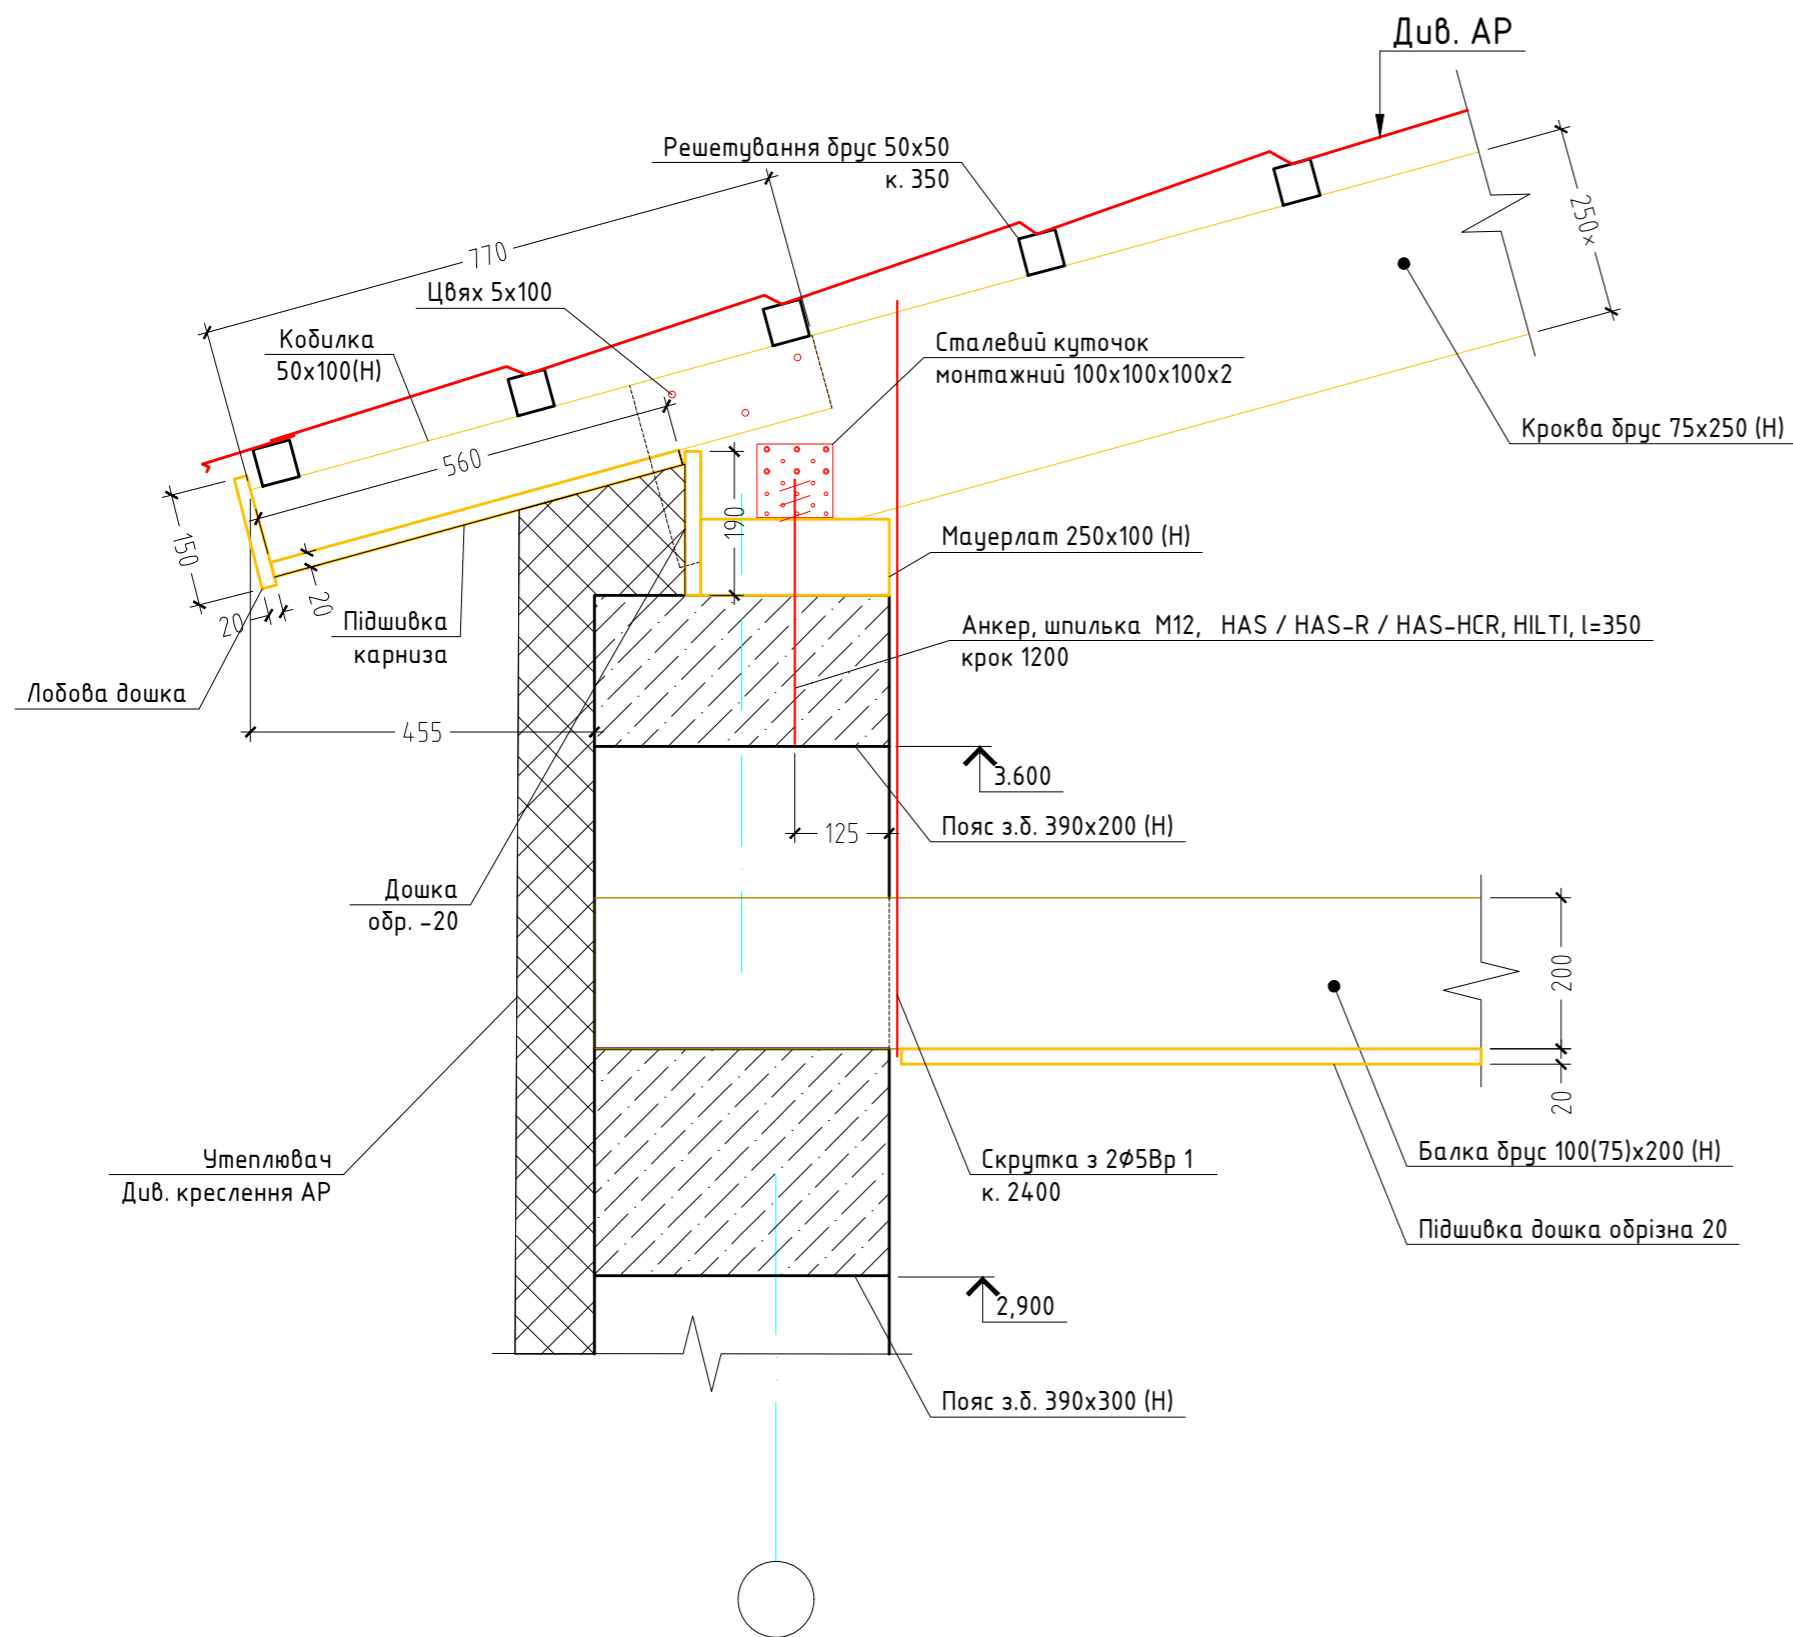 Див. АР
Решетування брус 50х50
к. 350
250×
770
Цвях 5х100
Кобилка
50х100(Н)
Сталевий куточок
монтажний 100х100х100х2
Кроква брус 75х250 (Н)
560
190
150
20
20
Мауерлат 250х100 (Н)
Підшивка
карниза
Анкер, шпилька М12, HAS / HAS-R / HAS-HCR, HILTI, l=350
крок 1200
Лобова дошка
455
3.600
125
Пояс з.б. 390х200 (Н)
Дошка
обр. -20
200
20
Утеплювач
Див. креслення АР
Скрутка з 2Ø5Вр 1
к. 2400
Балка брус 100(75)х200 (Н)
Підшивка дошка обрізна 20
2,900
Пояс з.б. 390х300 (Н)